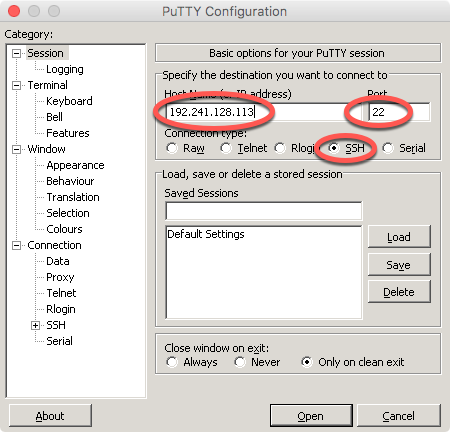 PuTTY Configuration
Category:
Session
Logging
Terminal
Keyboard
Bell
Features
Window
Appearance
Behaviour
Translation
Selection
Colours
Connection
Data
Proxy
Telnet
Rlogin
SSH
Serial
Basic options for your PuTTY session
Specify the destination you want to connect to
Host Name (or IP address) Port
192.241.128.113 22
Connection type:
Raw Telnet Rlogin SSH Serial
Load, save or delete a stored session
Saved Sessions
Default Settings
Load
Save
Delete
Close window on exit:
Always Never Only on clean exit
About Open Cancel